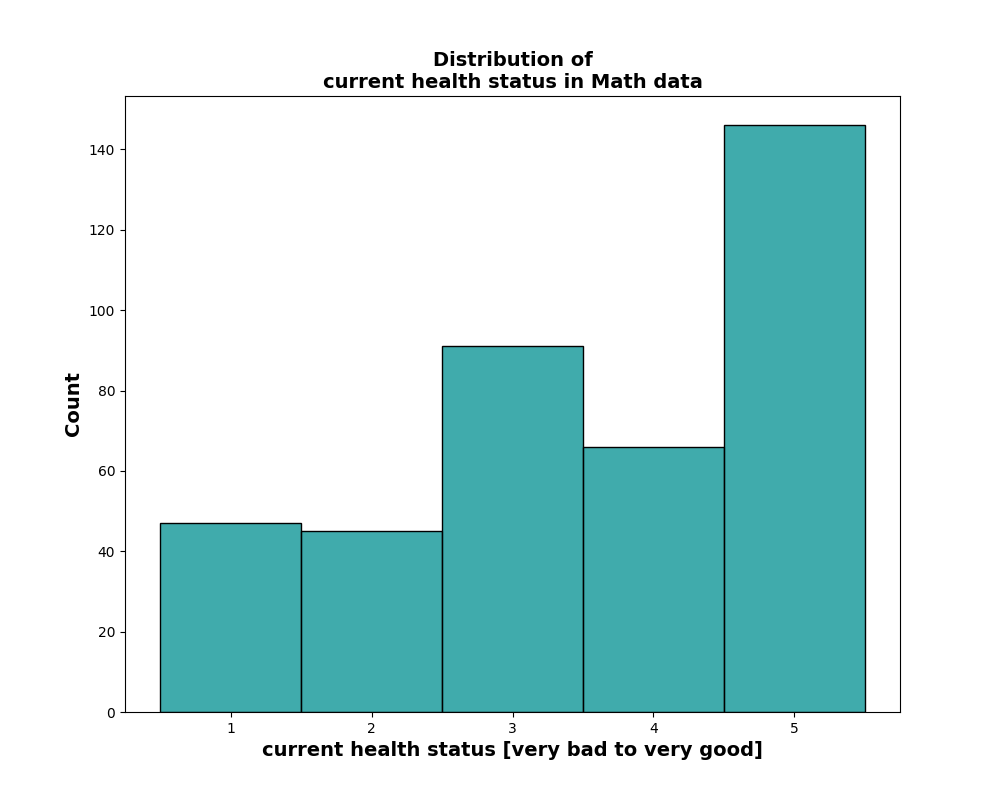 Distribution of
current health status in Math data
Count
140
120
100
80
60
40
20
0
1 2 3 4 5
current health status [very bad to very good]